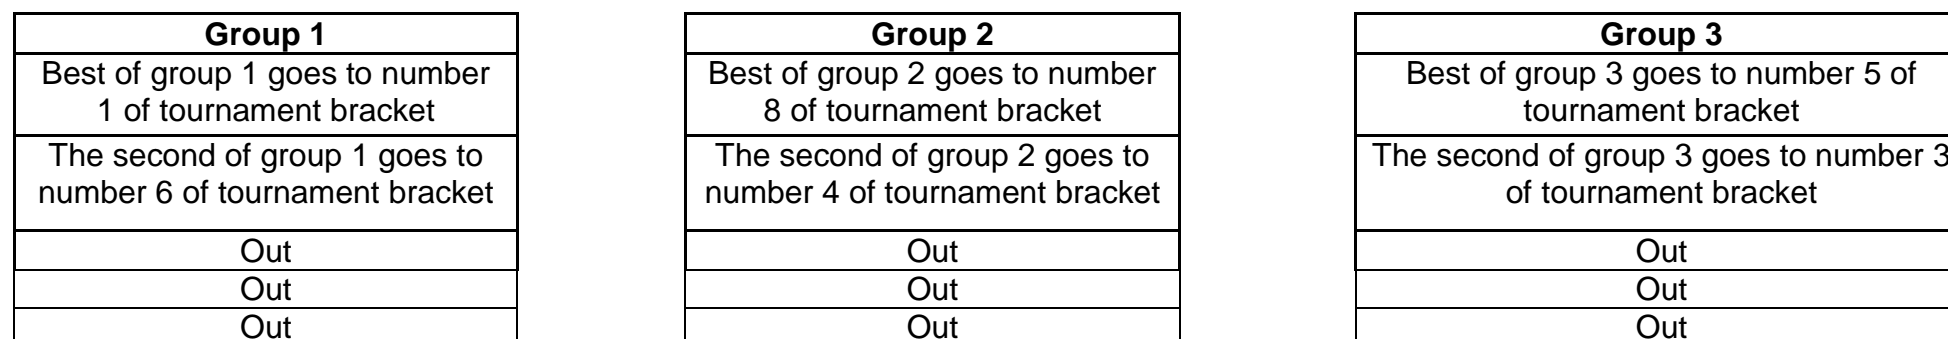 Group 1
Best of group 1 goes to number
1 of tournament bracket
The second of group 1 goes to
number 6 of tournament bracket
Out
Out
Out
Group 2
Best of group 2 goes to number
8 of tournament bracket
The second of group 2 goes to
number 4 of tournament bracket
Out
Out
Out
Group 3
Best of group 3 goes to number 5 of
tournament bracket
The second of group 3 goes to number 3
of tournament bracket
Out
Out
Out